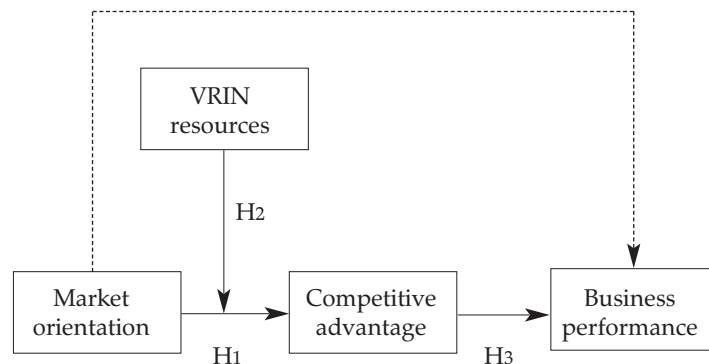 VRIN
resources
H2
Market
orientation
Competitive
advantage
Business
performance
H1
H3